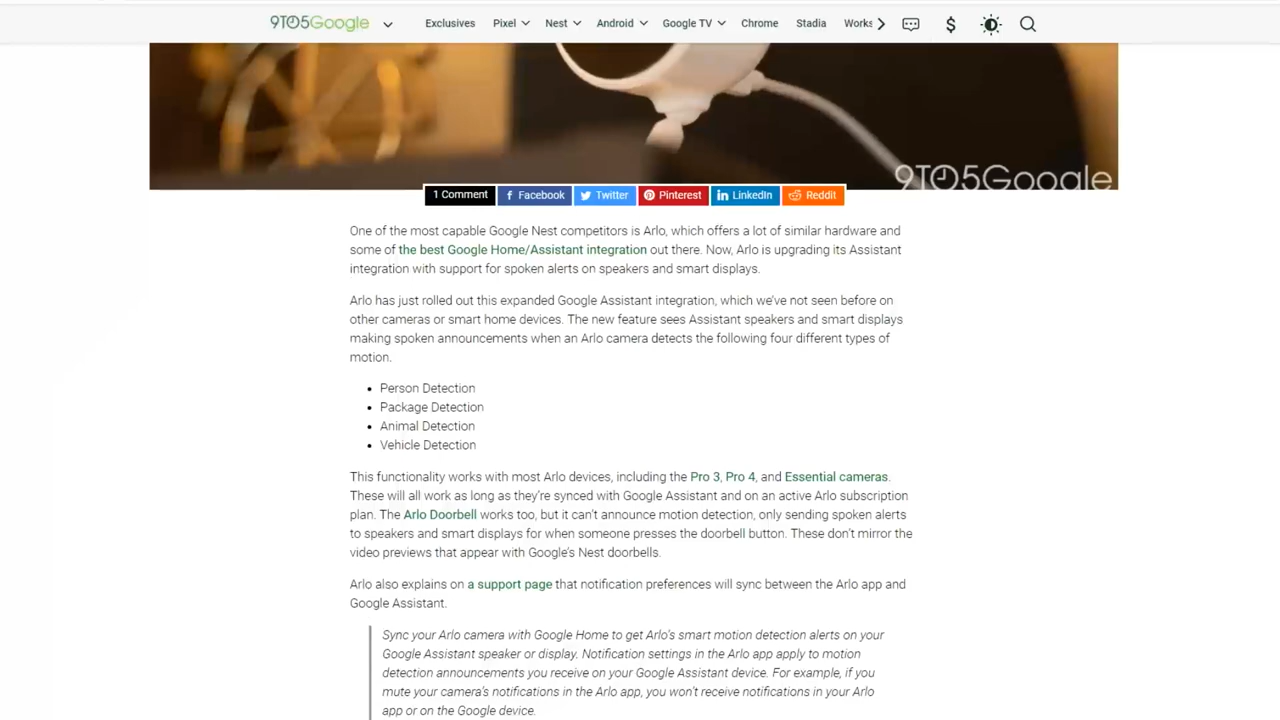 9TO5Google
Exclusives Pixel Nest Android Google TV Chrome Stadia Works
9TO5Google
1 Comment Facebook Twitter Pinterest LinkedIn Reddit
One of the most capable Google Nest competitors is Arlo, which offers a lot of similar hardware and
some of the best Google Home/Assistant integration out there. Now, Arlo is upgrading its Assistant
integration with support for spoken alerts on speakers and smart displays.
Arlo has just rolled out this expanded Google Assistant integration, which we've not seen before on
other cameras or smart home devices. The new feature sees Assistant speakers and smart displays
making spoken announcements when an Arlo camera detects the following four different types of
motion.
• Person Detection
• Package Detection
• Animal Detection
• Vehicle Detection
This functionality works with most Arlo devices, including the Pro 3, Pro 4, and Essential cameras.
These will all work as long as they're synced with Google Assistant and on an active Arlo subscription
plan. The Arlo Doorbell works too, but it can't announce motion detection, only sending spoken alerts
to speakers and smart displays for when someone presses the doorbell button. These don't mirror the
video previews that appear with Google's Nest doorbells.
Arlo also explains on a support page that notification preferences will sync between the Arlo app and
Google Assistant.
Sync your Arlo camera with Google Home to get Arlo's smart motion detection alerts on your
Google Assistant speaker or display. Notification settings in the Arlo app apply to motion
detection announcements you receive on your Google Assistant device. For example, if you
mute your camera's notifications in the Arlo app, you won't receive notifications in your Arlo
app or on the Google device.